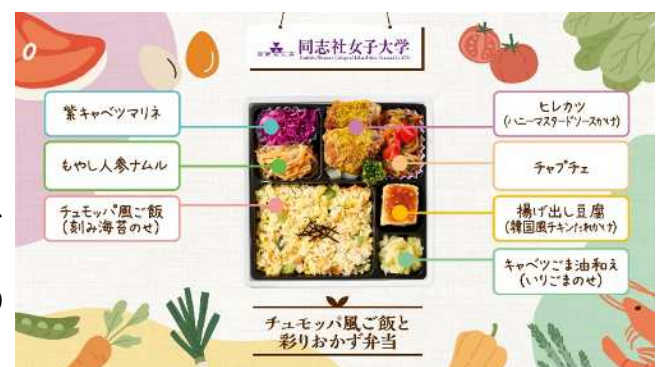 同志社女子大学
紫キャベツマリネ
もやし人参ナムル
チュモッパ風ご飯
(刻み海苔のせ)
ヒレカツ
(ハニーマスタードソースがけ)
チャプチェ
揚げ出し豆腐
(韓国風チキンたれがけ)
キャベツごま油和え
(いりごまのせ)
チュモッパ風ご飯と
彩りおかず弁当